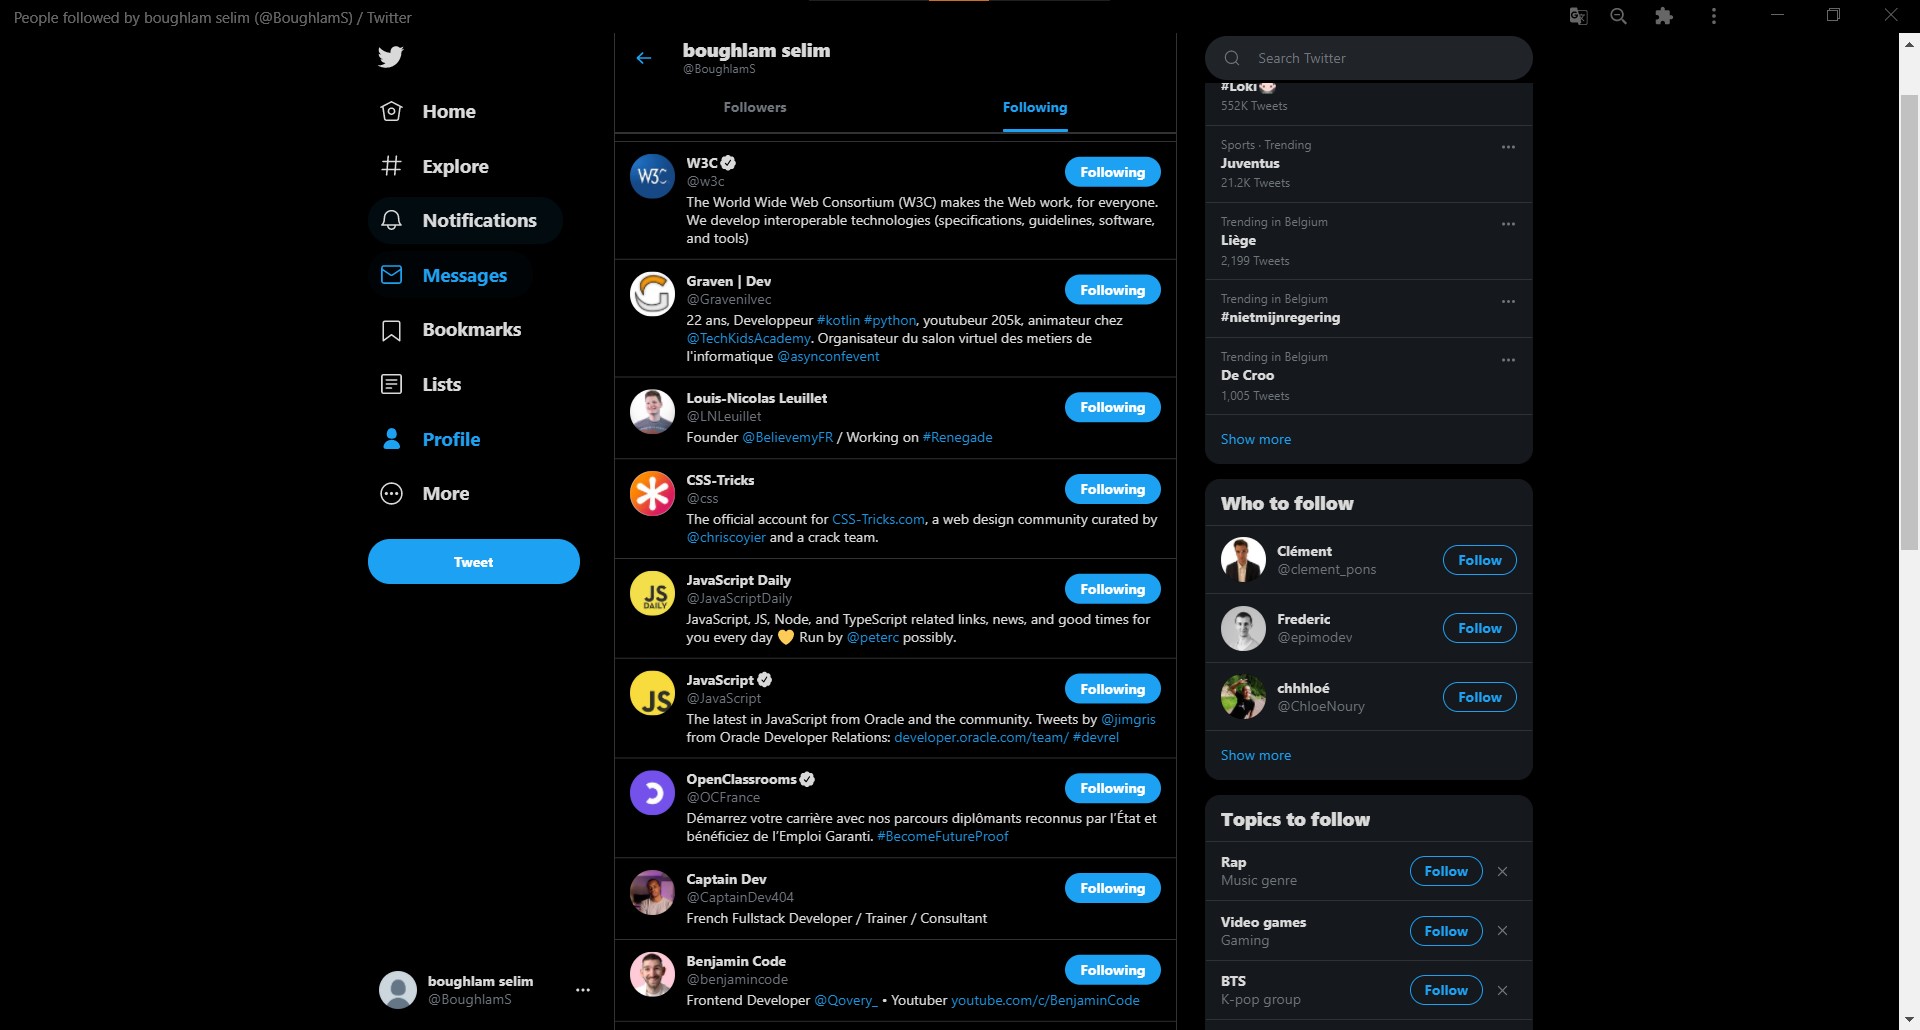 People followed by boughlam selim (@BoughlamS) / Twitter
Home
Explore
Notifications
Messages
Bookmarks
Lists
Profile
More
Tweet
boughlam selim
@BoughlamS
boughlam selim
@BoughlamS
Followers
Following
W3C
W3C
@w3c
Following
The World Wide Web Consortium (W3C) makes the Web work, for everyone.
We develop interoperable technologies (specifications, guidelines, software,
and tools)
Graven | Dev
@Gravenilvec
Following
22 ans, Developpeur #kotlin #python, youtubeur 205k, animateur chez
@TechKidsAcademy. Organisateur du salon virtuel des metiers de
l'informatique @asynconfevent
Louis-Nicolas Leuillet
@LNLeuillet
Following
Founder @BelievemyFR / Working on #Renegade
CSS-Tricks
@css
Following
The official account for CSS-Tricks.com, a web design community curated by
@chriscoyier and a crack team.
JS
DAILY
JavaScript Daily
@JavaScriptDaily
Following
JavaScript, JS, Node, and TypeScript related links, news, and good times for
you every day 💛 Run by @peterc possibly.
JS
JavaScript
@JavaScript
Following
The latest in JavaScript from Oracle and the community. Tweets by @jimgris
from Oracle Developer Relations: developer.oracle.com/team/ #devrel
OpenClassrooms
@OCFrance
Following
Démarrez votre carrière avec nos parcours diplômants reconnus par l'État et
bénéficiez de l'Emploi Garanti. #BecomeFutureProof
Captain Dev
@CaptainDev404
Following
French Fullstack Developer / Trainer / Consultant
Benjamin Code
@benjamincode
Following
Frontend Developer @Qovery_ • Youtuber youtube.com/c/BenjaminCode
Search Twitter
#Loki
552K Tweets
Sports · Trending
Juventus
21.2K Tweets
Trending in Belgium
Liège
2,199 Tweets
Trending in Belgium
#nietmijnregering
Trending in Belgium
De Croo
1,005 Tweets
Show more
Who to follow
Clément
@clement_pons
Follow
Frederic
@epimodev
Follow
chhhloé
@ChloeNoury
Follow
Show more
Topics to follow
Rap
Music genre
Follow
Video games
Gaming
Follow
BTS
K-pop group
Follow